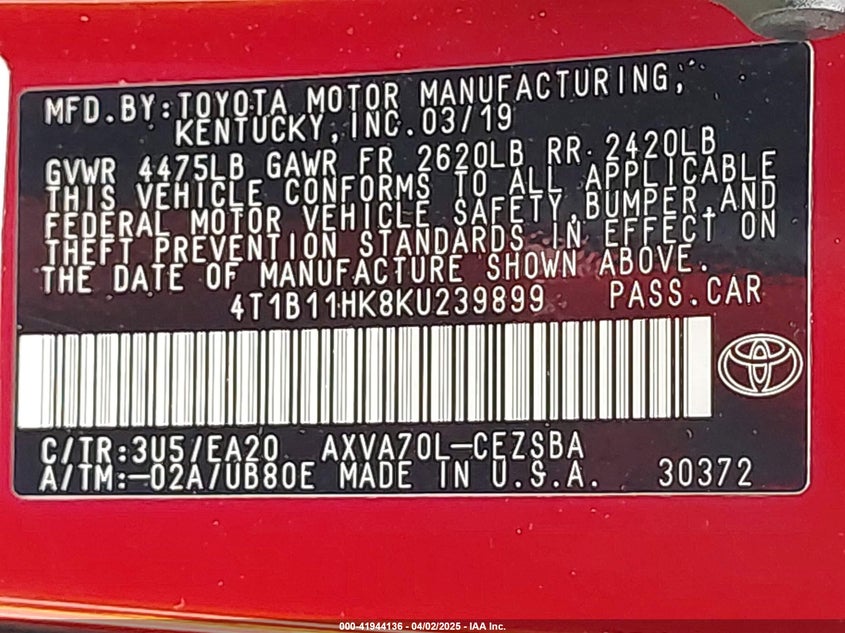 MFD.BY:TOYOTA MOTOR MANUFACTURING,
KENTUCKY,INC.03/19
GVWR 4475LB GAWR FR 2620LB RR 2420LB
THIS VEHICLE CONFORMS TO ALL APPLICABLE
FEDERAL MOTOR VEHICLE SAFETY,BUMPER,AND
THEFT PREVENTION STANDARDS IN EFFECT ON
THE DATE OF MANUFACTURE SHOWN ABOVE.
4T1B11HK8KU239899 PASS.CAR
C/TR:3U5/EA20 AXVA70L-CEZSBA
A/TM:-02A/UB80E MADE IN U.S.A. 30372
000-41944136 - 04/02/2025 - IAA Inc.